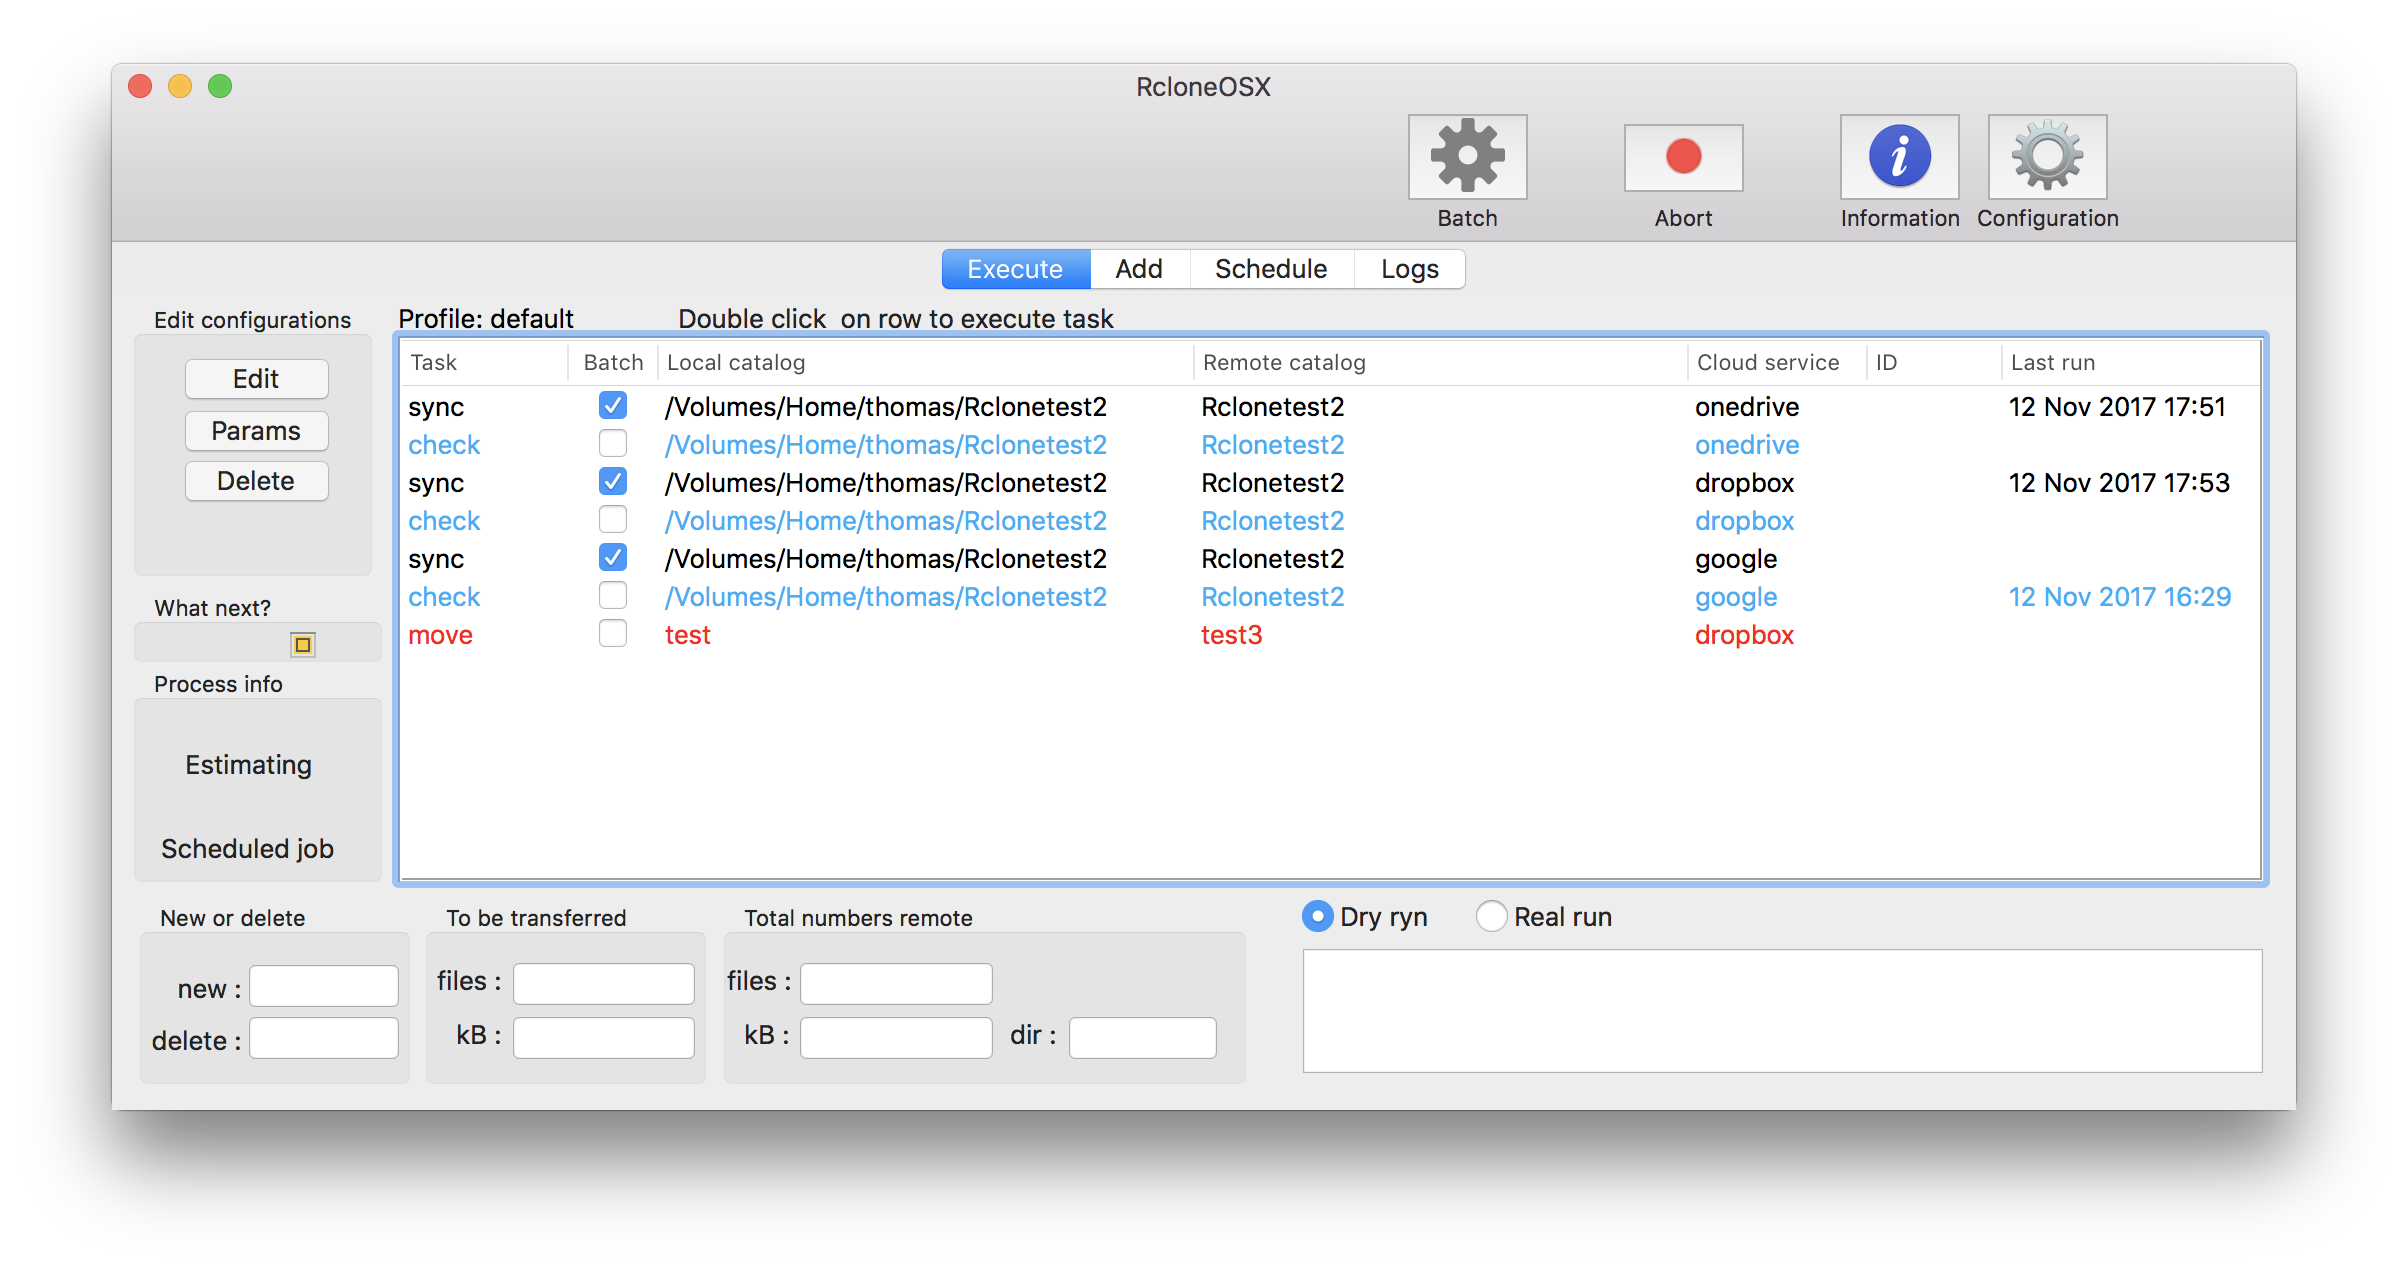 RcloneOSX
Batch
Abort
Information
Configuration
Execute Add Schedule Logs
Edit configurations
Edit
Params
Delete
What next?
Process info
Estimating
Scheduled job
Profile: default Double click on row to execute task
Task Batch Local catalog Remote catalog Cloud service ID Last run
sync /Volumes/Home/thomas/Rclonetest2 Rclonetest2 onedrive 12 Nov 2017 17:51
check /Volumes/Home/thomas/Rclonetest2 Rclonetest2 onedrive
sync /Volumes/Home/thomas/Rclonetest2 Rclonetest2 dropbox 12 Nov 2017 17:53
check /Volumes/Home/thomas/Rclonetest2 Rclonetest2 dropbox
sync /Volumes/Home/thomas/Rclonetest2 Rclonetest2 google
check /Volumes/Home/thomas/Rclonetest2 Rclonetest2 google 12 Nov 2017 16:29
move test test3 dropbox
New or delete
new :
delete :
To be transferred
files :
kB :
Total numbers remote
files :
kB : dir :
Dry ryn Real run